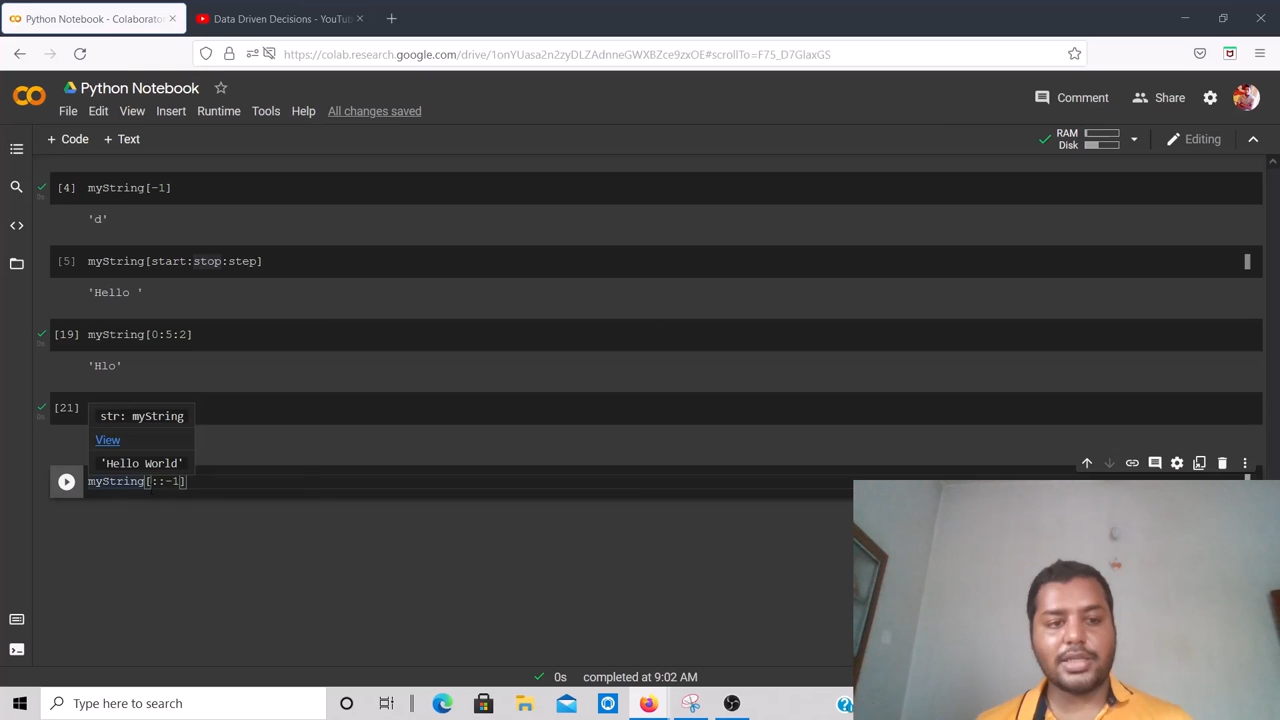 Python Notebook - Colaborato
Data Driven Decisions - YouTub
https://colab.research.google.com/drive/1onYUasa2n2zyDLZAdnneGWXBZce9zxOE#scrollTo=F75_D7GlaxGS
Python Notebook
File Edit View Insert Runtime Tools Help All changes saved
Comment Share
+ Code + Text
RAM
Disk
Editing
[4] myString[-1]
0s
'd'
[5] myString[start:stop:step]
'Hello '
[19] myString[0:5:2]
0s
'Hlo'
[21]
0s
str: myString
View
'Hello World'
myString[::-1]
0s completed at 9:02 AM
Type here to search